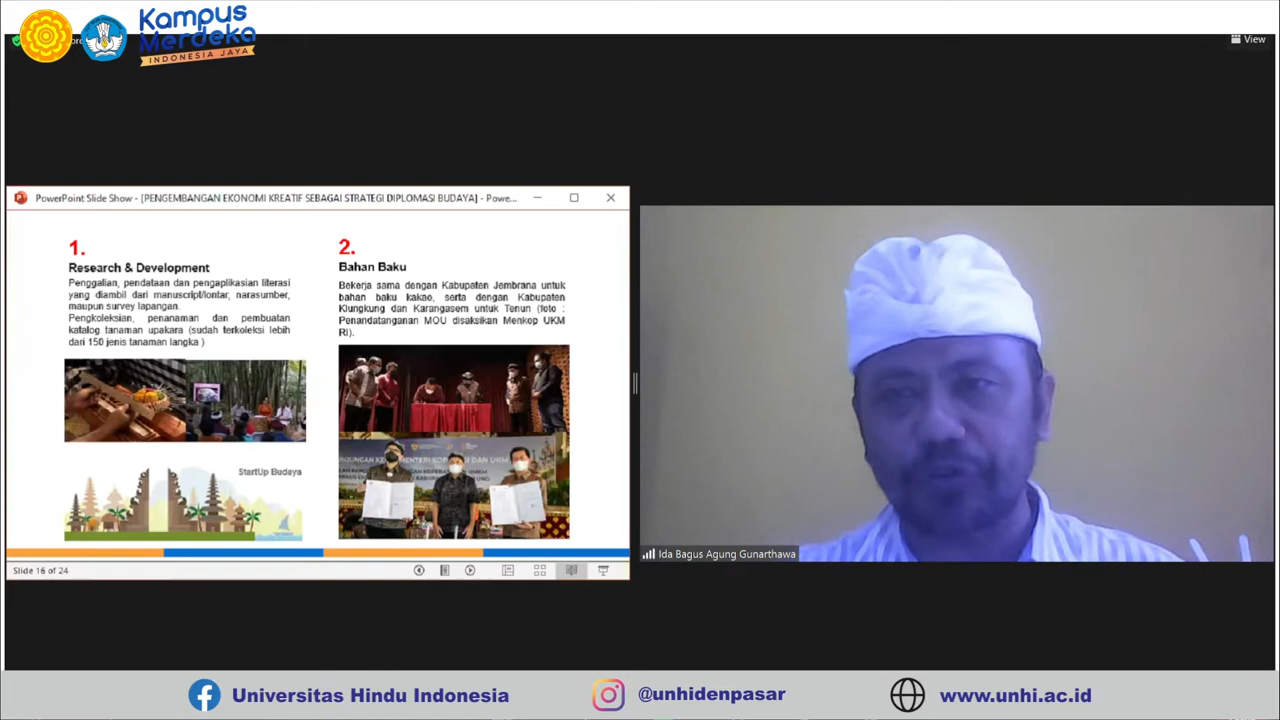 Kampus
Merdeka
INDONESIA JAYA
View
PowerPoint Slide Show - [PENGEMBANGAN EKONOMI KREATIF SEBAGAI STRATEGI DIPLOMASI BUDAYA] - Powe...
1.
Research & Development
Penggalian, pendataan dan pengaplikasian literasi
yang diambil dari manuscript/lontar, narasumber,
maupun survey lapangan.
Pengkoleksian, penanaman dan pembuatan
katalog tanaman upakara (sudah terkoleksi lebih
dari 150 jenis tanaman langka )
StartUp Budaya
2.
Bahan Baku
Bekerja sama dengan Kabupaten Jembrana untuk
bahan baku kakao, serta dengan Kabupaten
Klungkung dan Karangasem untuk Tenun (foto :
Penandatanganan MOU disaksikan Menkop UKM
RI).
Slide 16 of 24
Ida Bagus Agung Gunarthawa
Universitas Hindu Indonesia
@unhidenpasar
www.unhi.ac.id